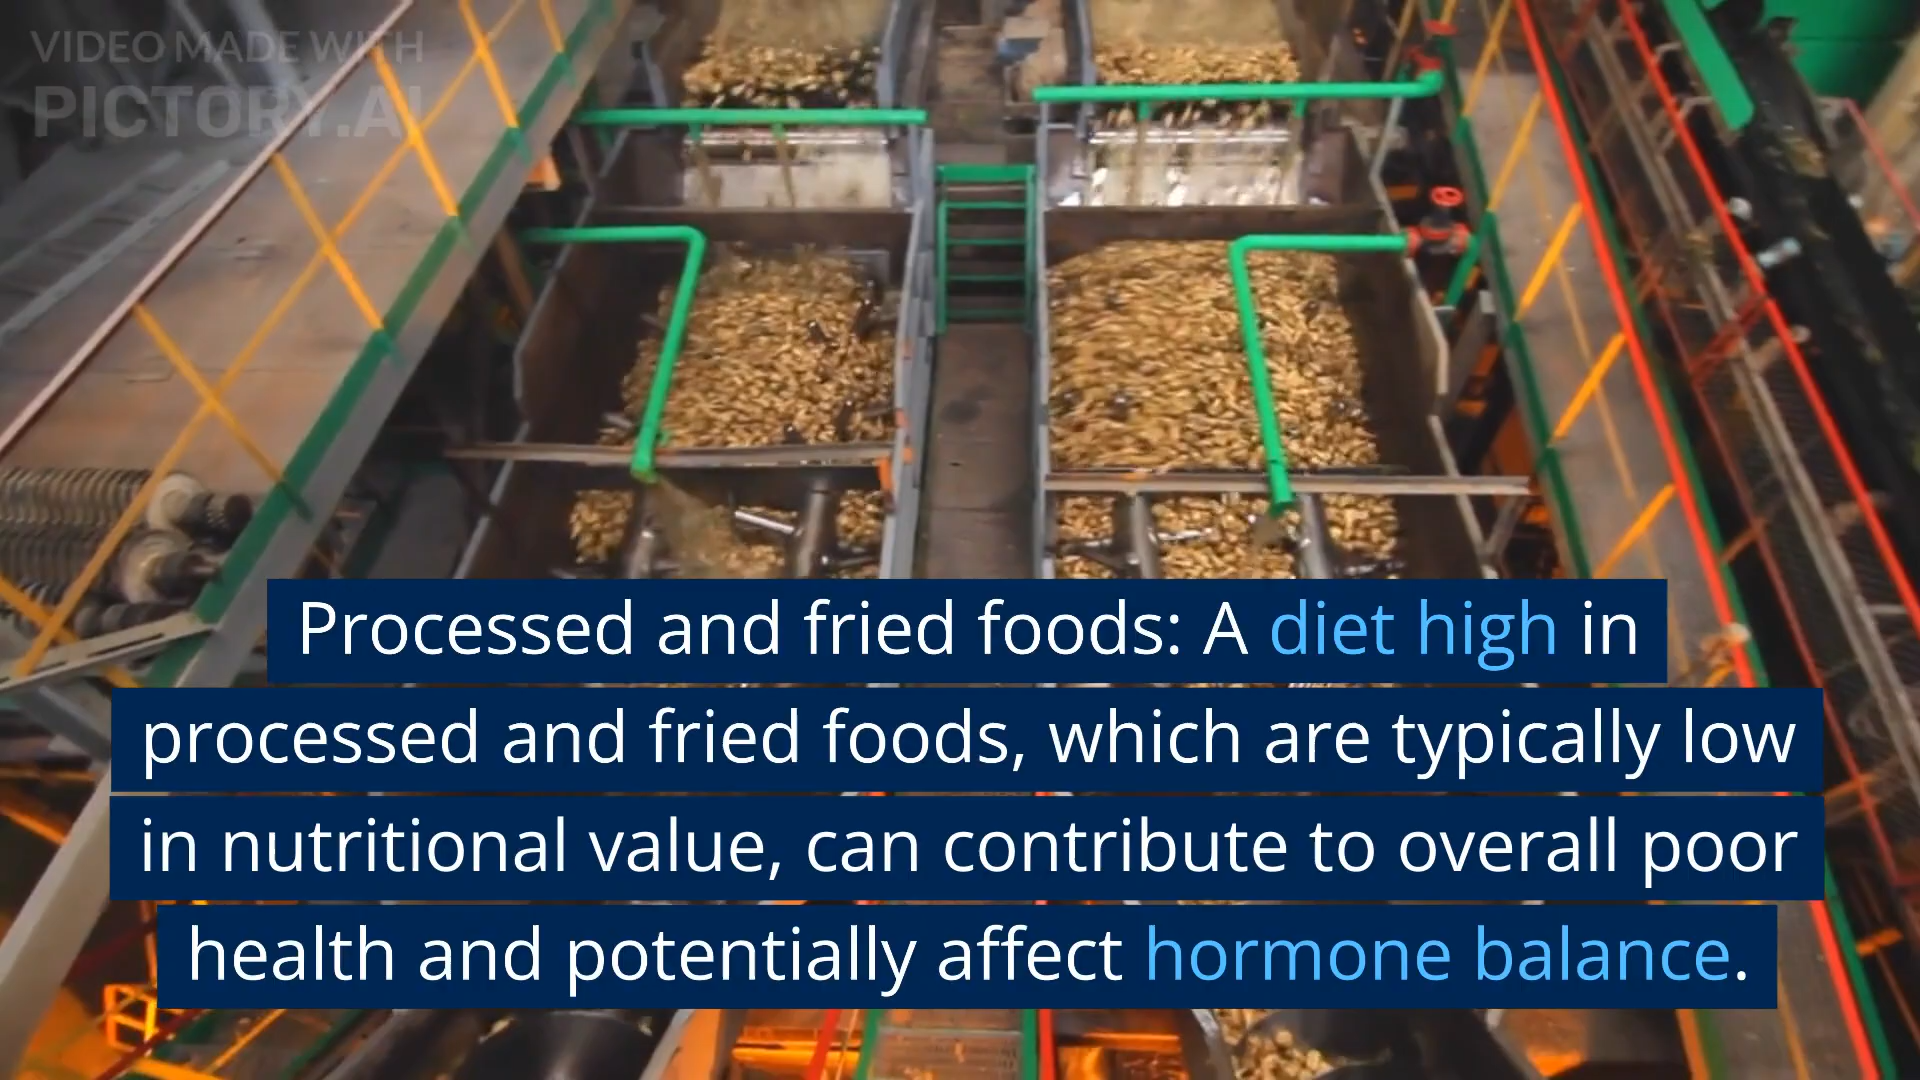 VIDEO MADE WITH
PICTORY.AI
Processed and fried foods: A diet high in
processed and fried foods, which are typically low
in nutritional value, can contribute to overall poor
health and potentially affect hormone balance.